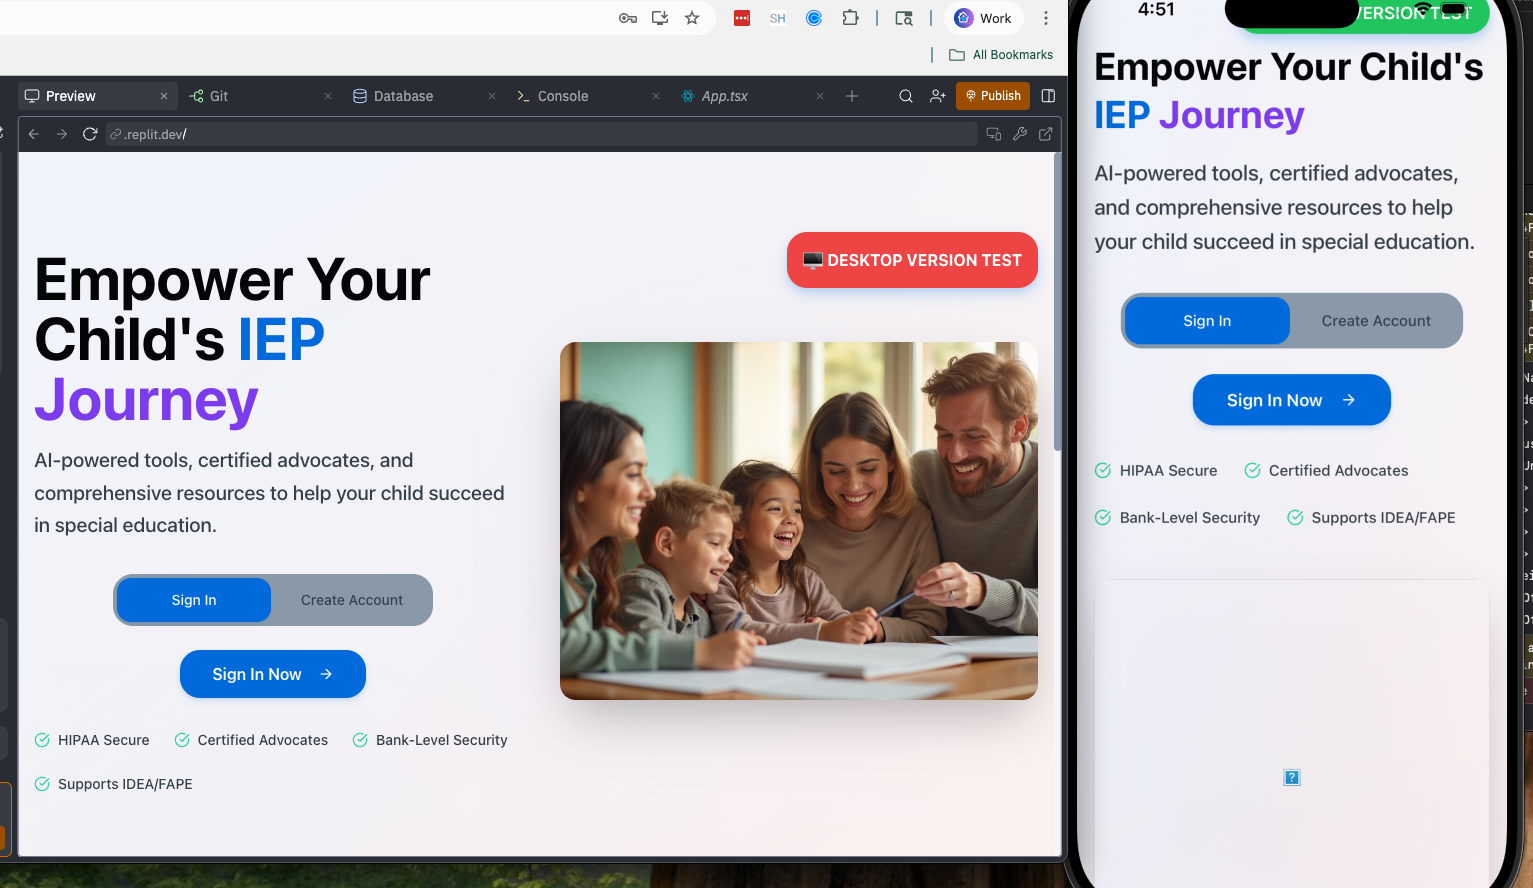 SH
Work
All Bookmarks
Preview
Git
Database
Console
App.tsx
Publish
.replit.dev/
DESKTOP VERSION TEST
Empower Your
Child's IEP
Journey
AI-powered tools, certified advocates, and
comprehensive resources to help your child succeed
in special education.
Sign In
Create Account
Sign In Now
HIPAA Secure
Certified Advocates
Bank-Level Security
Supports IDEA/FAPE
4:51
VERSION TEST
Empower Your Child's
IEP Journey
AI-powered tools, certified advocates,
and comprehensive resources to help
your child succeed in special education.
Sign In
Create Account
Sign In Now
HIPAA Secure
Certified Advocates
Bank-Level Security
Supports IDEA/FAPE